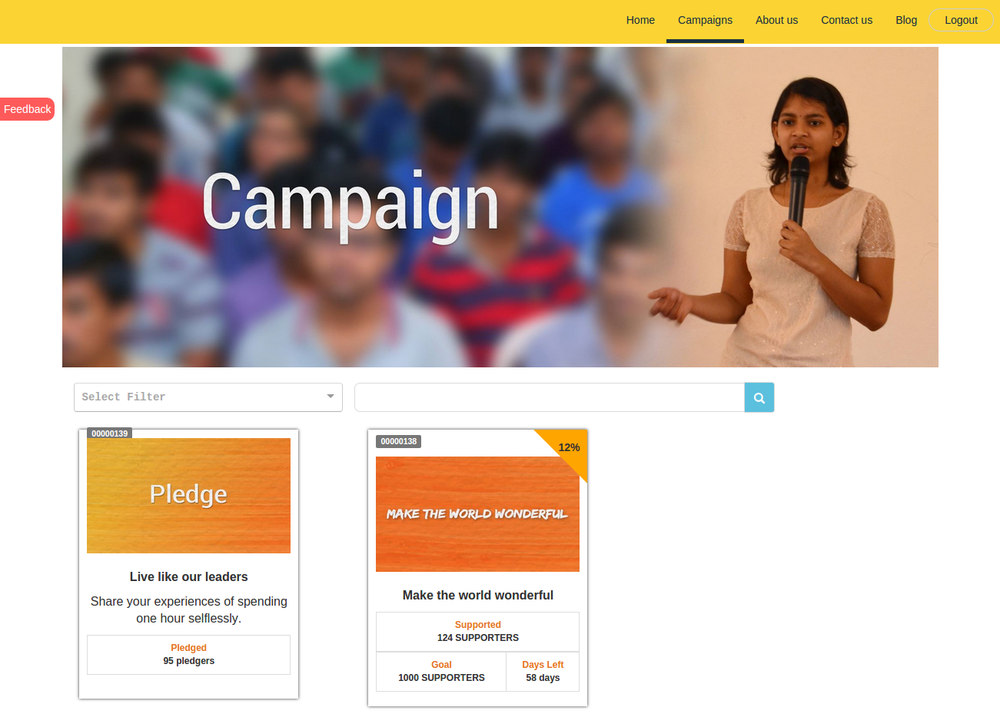 Home Campaigns About us Contact us Blog Logout
Feedback
Campaign
Select Filter
00000139
Pledge
Live like our leaders
Share your experiences of spending
one hour selflessly.
Pledged
95 pledgers
00000138
12%
MAKE THE WORLD WONDERFUL
Make the world wonderful
Supported
124 SUPPORTERS
Goal
1000 SUPPORTERS
Days Left
58 days